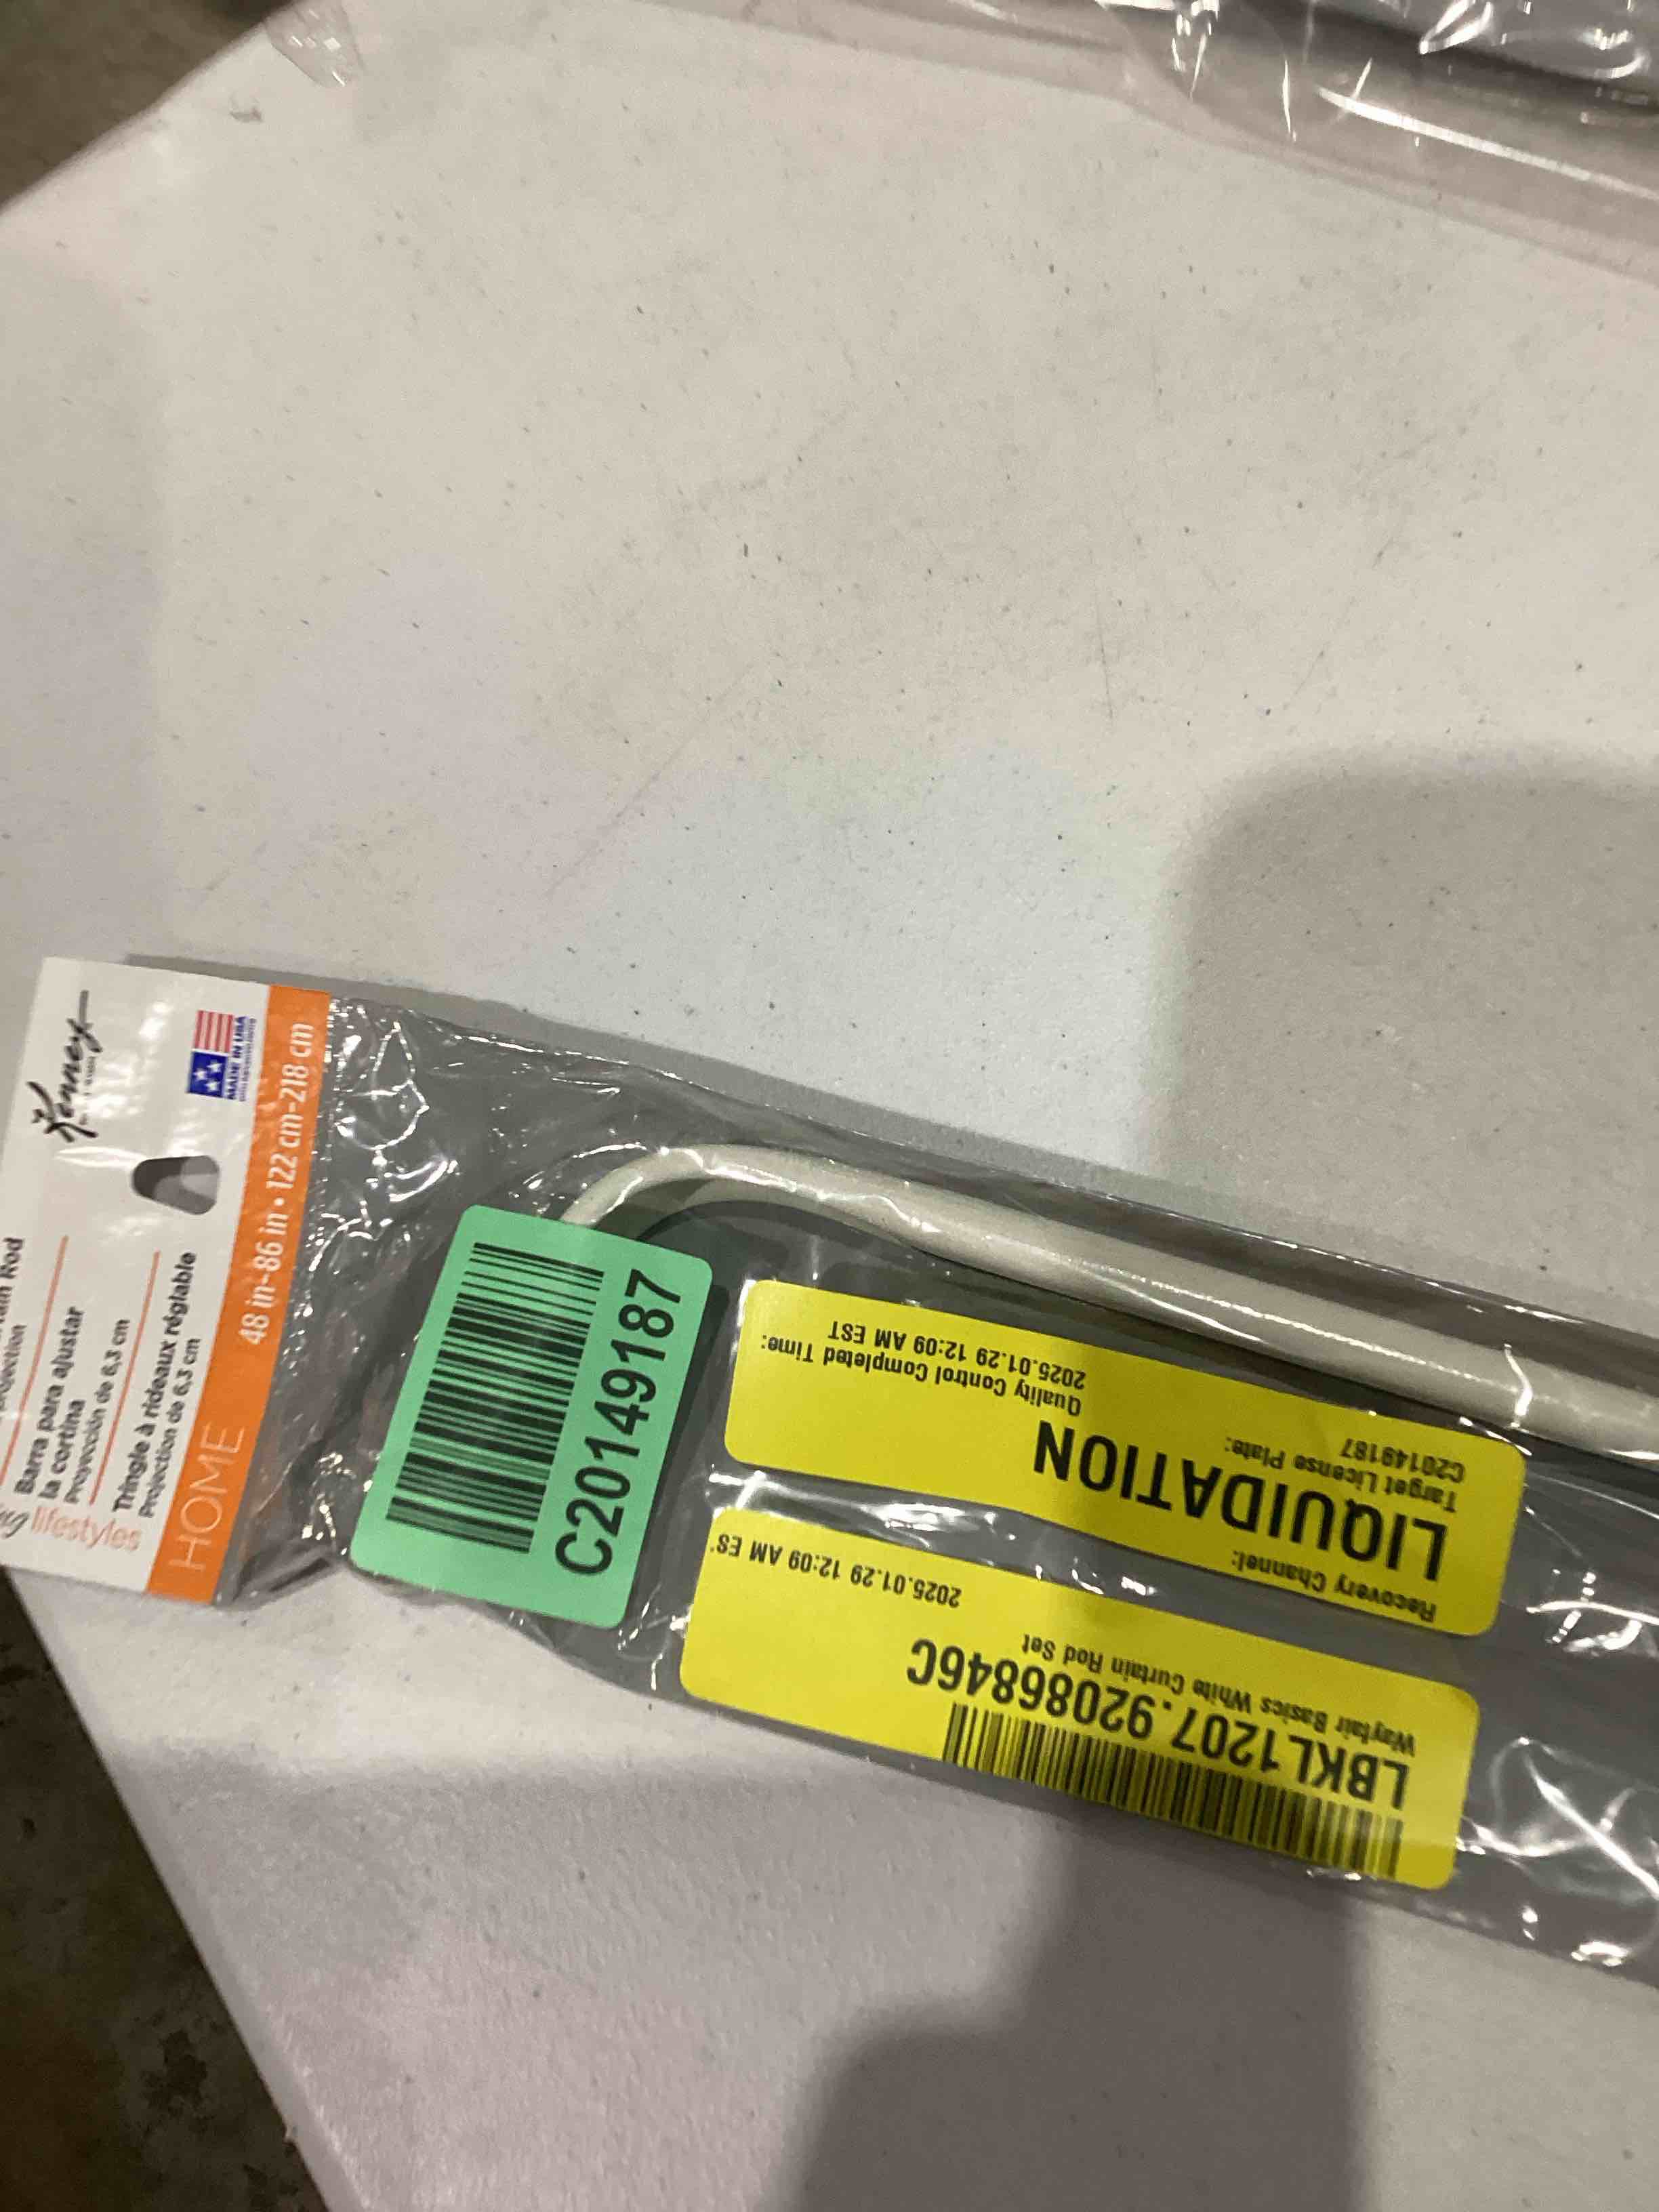 Kenney
MADE IN USA
Rod
Barra para ajustar
la cortina
Proyección de 6,3 cm
Tringle à rideaux réglable
Projection de 6,3 cm
lifestyles
HOME
48 in-86 in • 122 cm-218 cm
C20149187
Recovery Channel:
LIQUIDATION
Target License Plate:
C20149187
Quality Control Completed Time:
2025.01.29 12:09 AM EST
LBKL1207.92086846C
Wayfair Basics White Curtain Rod Set
2025.01.29 12:09 AM ES